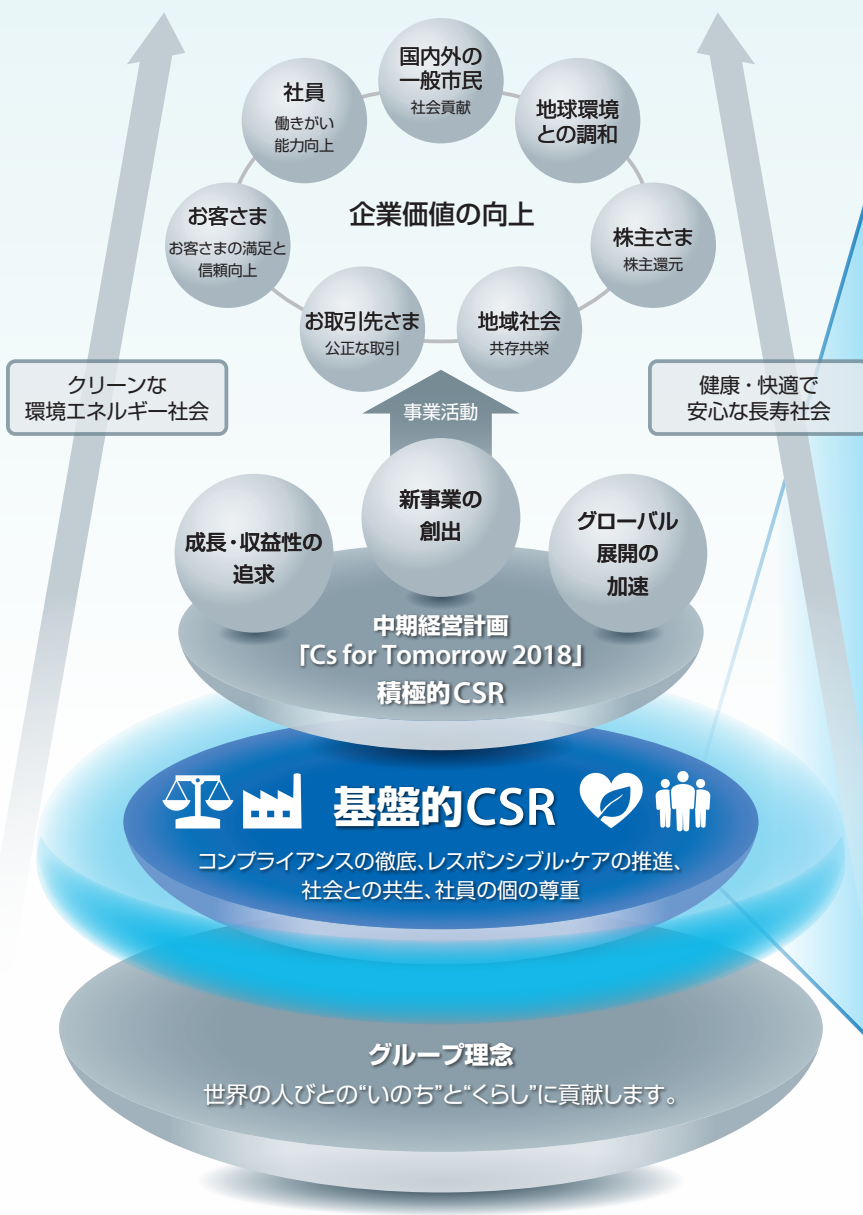 国内外の
一般市民
社会貢献
社員
働きがい
能力向上
地球環境
との調和
お客さま
お客さまの満足と
信頼向上
企業価値の向上
株主さま
株主還元
お取引先さま
公正な取引
地域社会
共存共栄
クリーンな
環境エネルギー社会
健康・快適で
安心な長寿社会
事業活動
成長・収益性の
追求
新事業の
創出
グローバル
展開の
加速
中期経営計画
「Cs for Tomorrow 2018」
積極的CSR
基盤的CSR
コンプライアンスの徹底、レスポンシブル・ケアの推進、
社会との共生、社員の個の尊重
グループ理念
世界の人びとの“いのち”と“くらし”に貢献します。